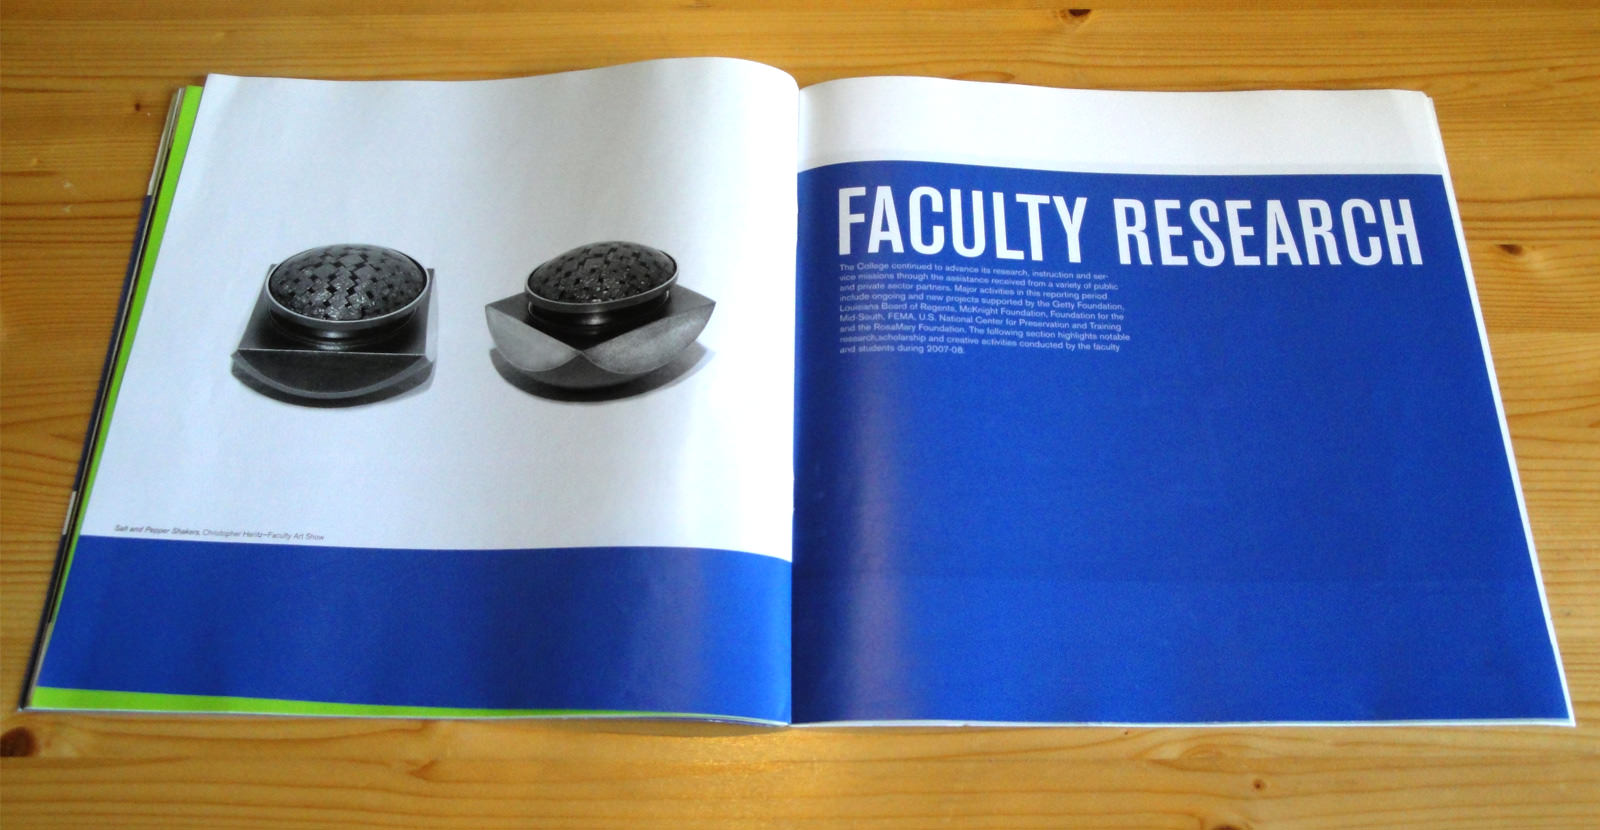 Salt and Pepper Shakers, Christopher Heritz—Faculty Art Show
FACULTY RESEARCH
The College continued to advance its research, instruction and ser-
vice missions through the assistance received from a variety of public
and private sector partners. Major activities in this reporting period
include ongoing and new projects supported by the Getty Foundation,
Louisiana Board of Regents, McKnight Foundation, Foundation for the
Mid-South, FEMA, U.S. National Center for Preservation and Training
and the RosaMary Foundation. The following section highlights notable
research,scholarship and creative activities conducted by the faculty
and students during 2007-08.